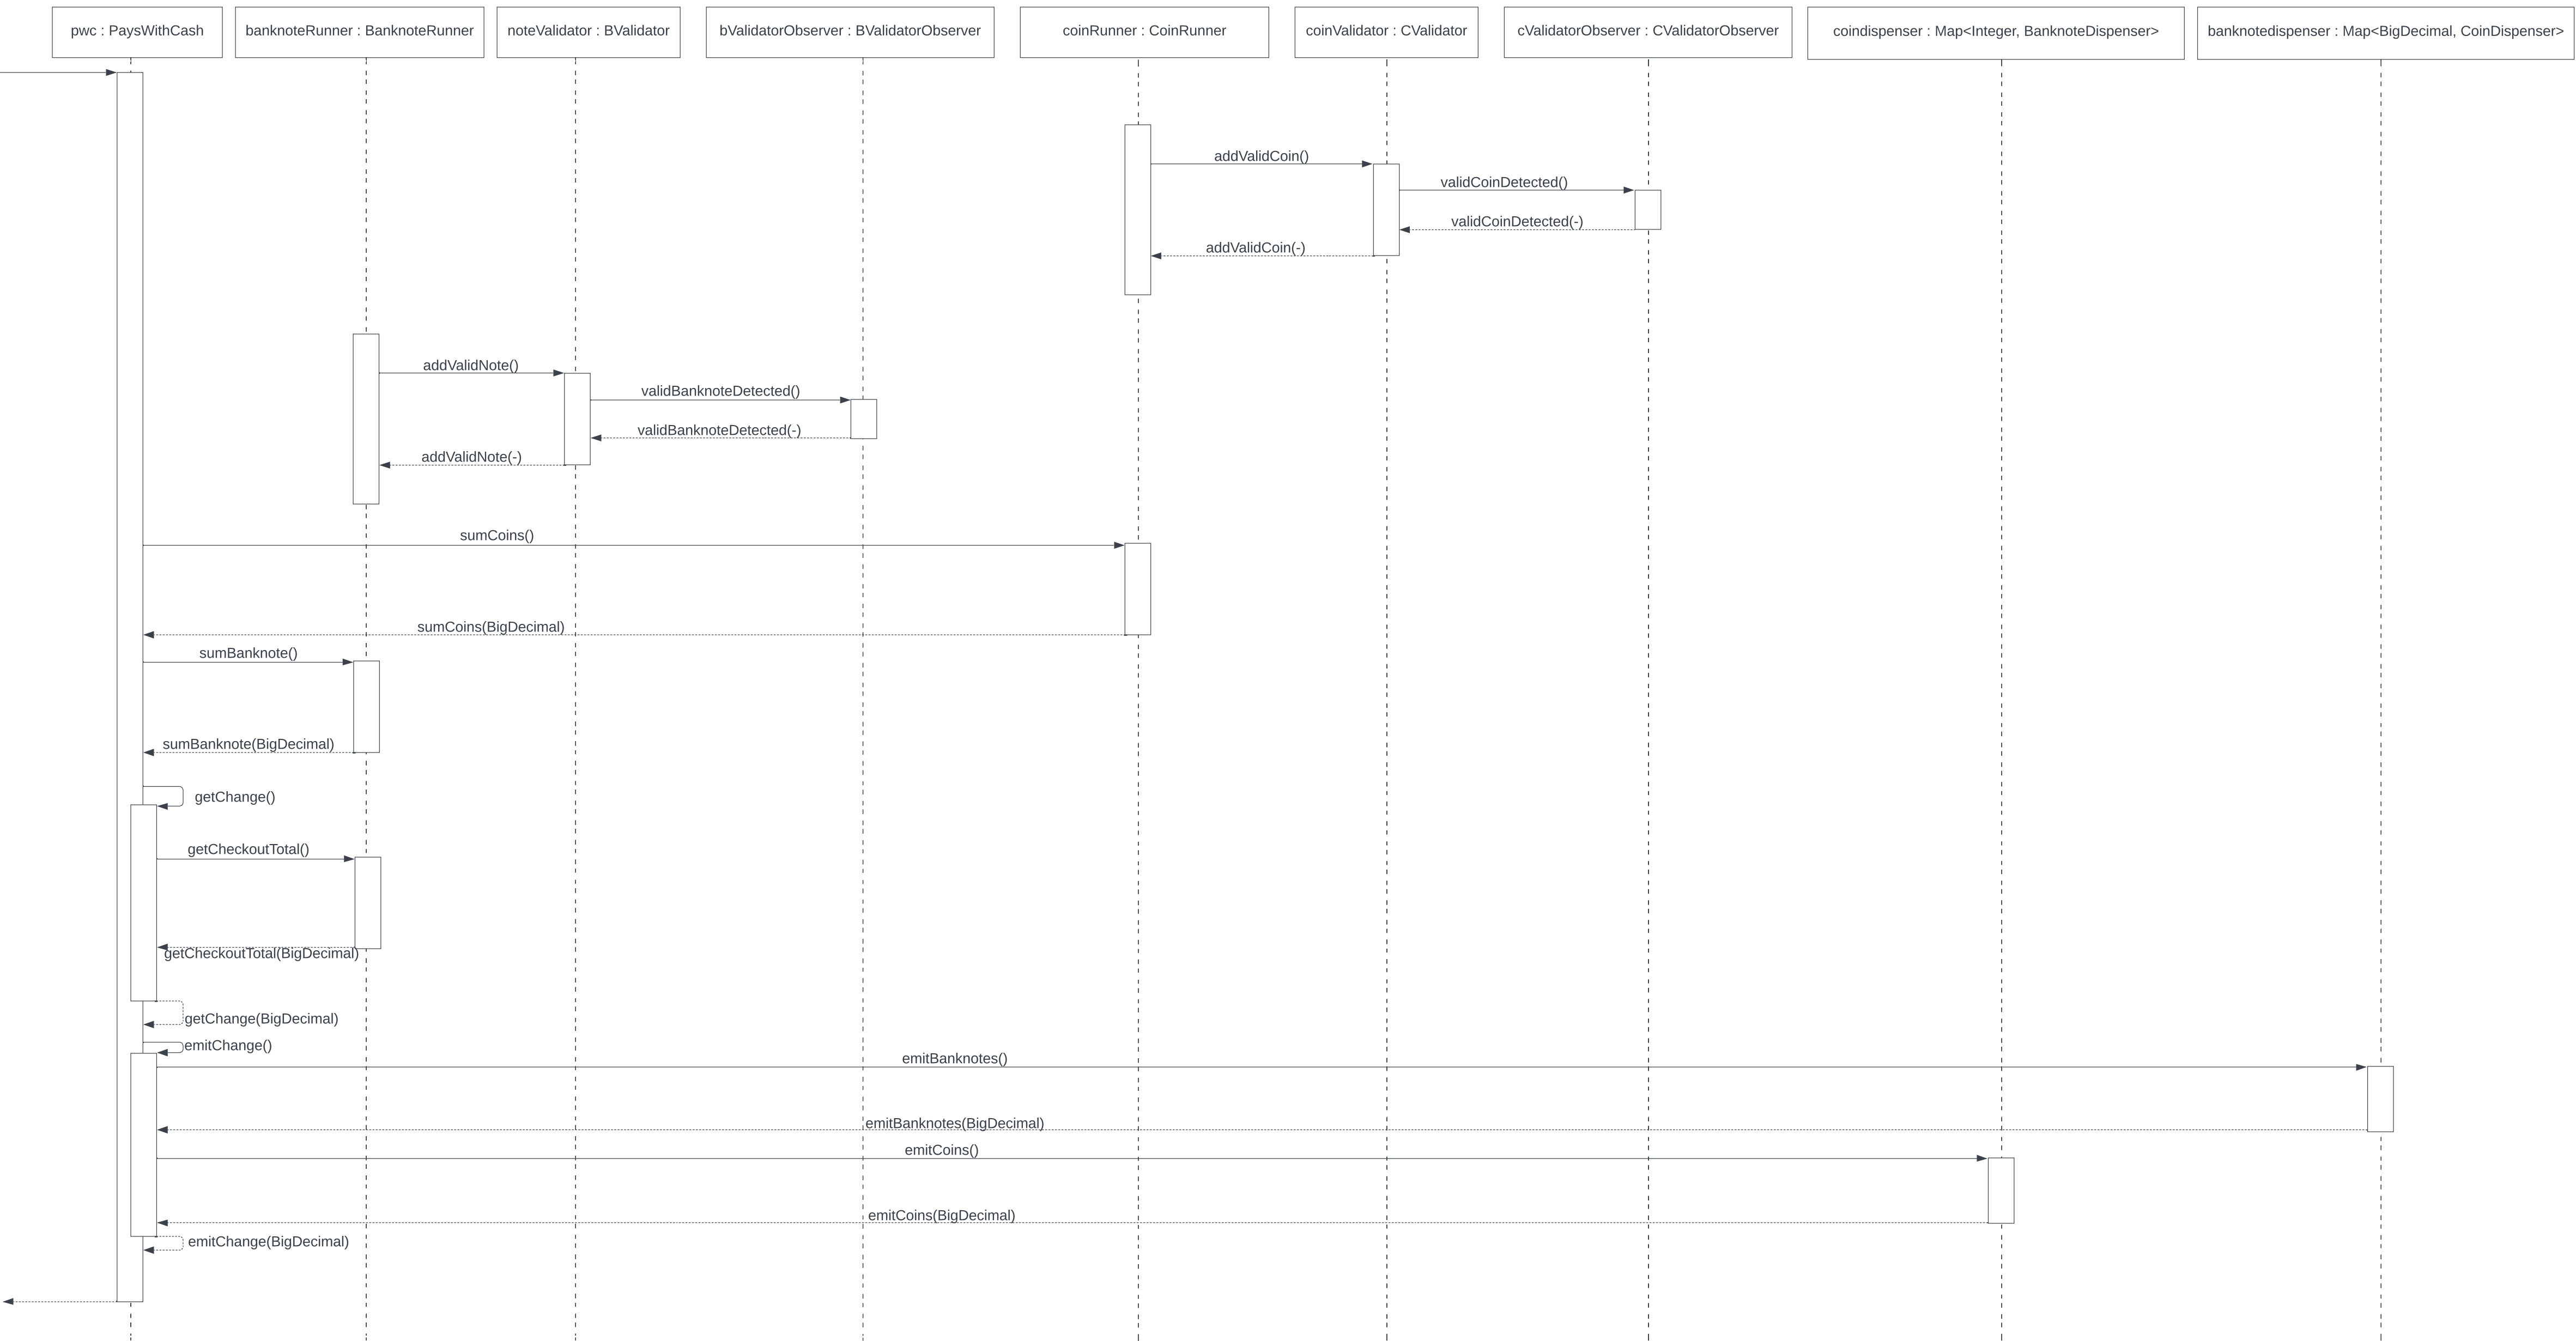 pwc : PaysWithCash
banknoteRunner : BanknoteRunner
noteValidator : BValidator
bValidatorObserver : BValidatorObserver
coinRunner : CoinRunner
coinValidator : CValidator
cValidatorObserver : CValidatorObserver
coindispenser : Map<Integer, BanknoteDispenser>
banknotedispenser : Map<BigDecimal, CoinDispenser>
addValidCoin()
validCoinDetected()
validCoinDetected(-)
addValidCoin(-)
addValidNote()
validBanknoteDetected()
validBanknoteDetected(-)
addValidNote(-)
sumCoins()
sumCoins(BigDecimal)
sumBanknote()
sumBanknote(BigDecimal)
getChange()
getCheckoutTotal()
getCheckoutTotal(BigDecimal)
getChange(BigDecimal)
emitChange()
emitBanknotes()
emitBanknotes(BigDecimal)
emitCoins()
emitCoins(BigDecimal)
emitChange(BigDecimal)